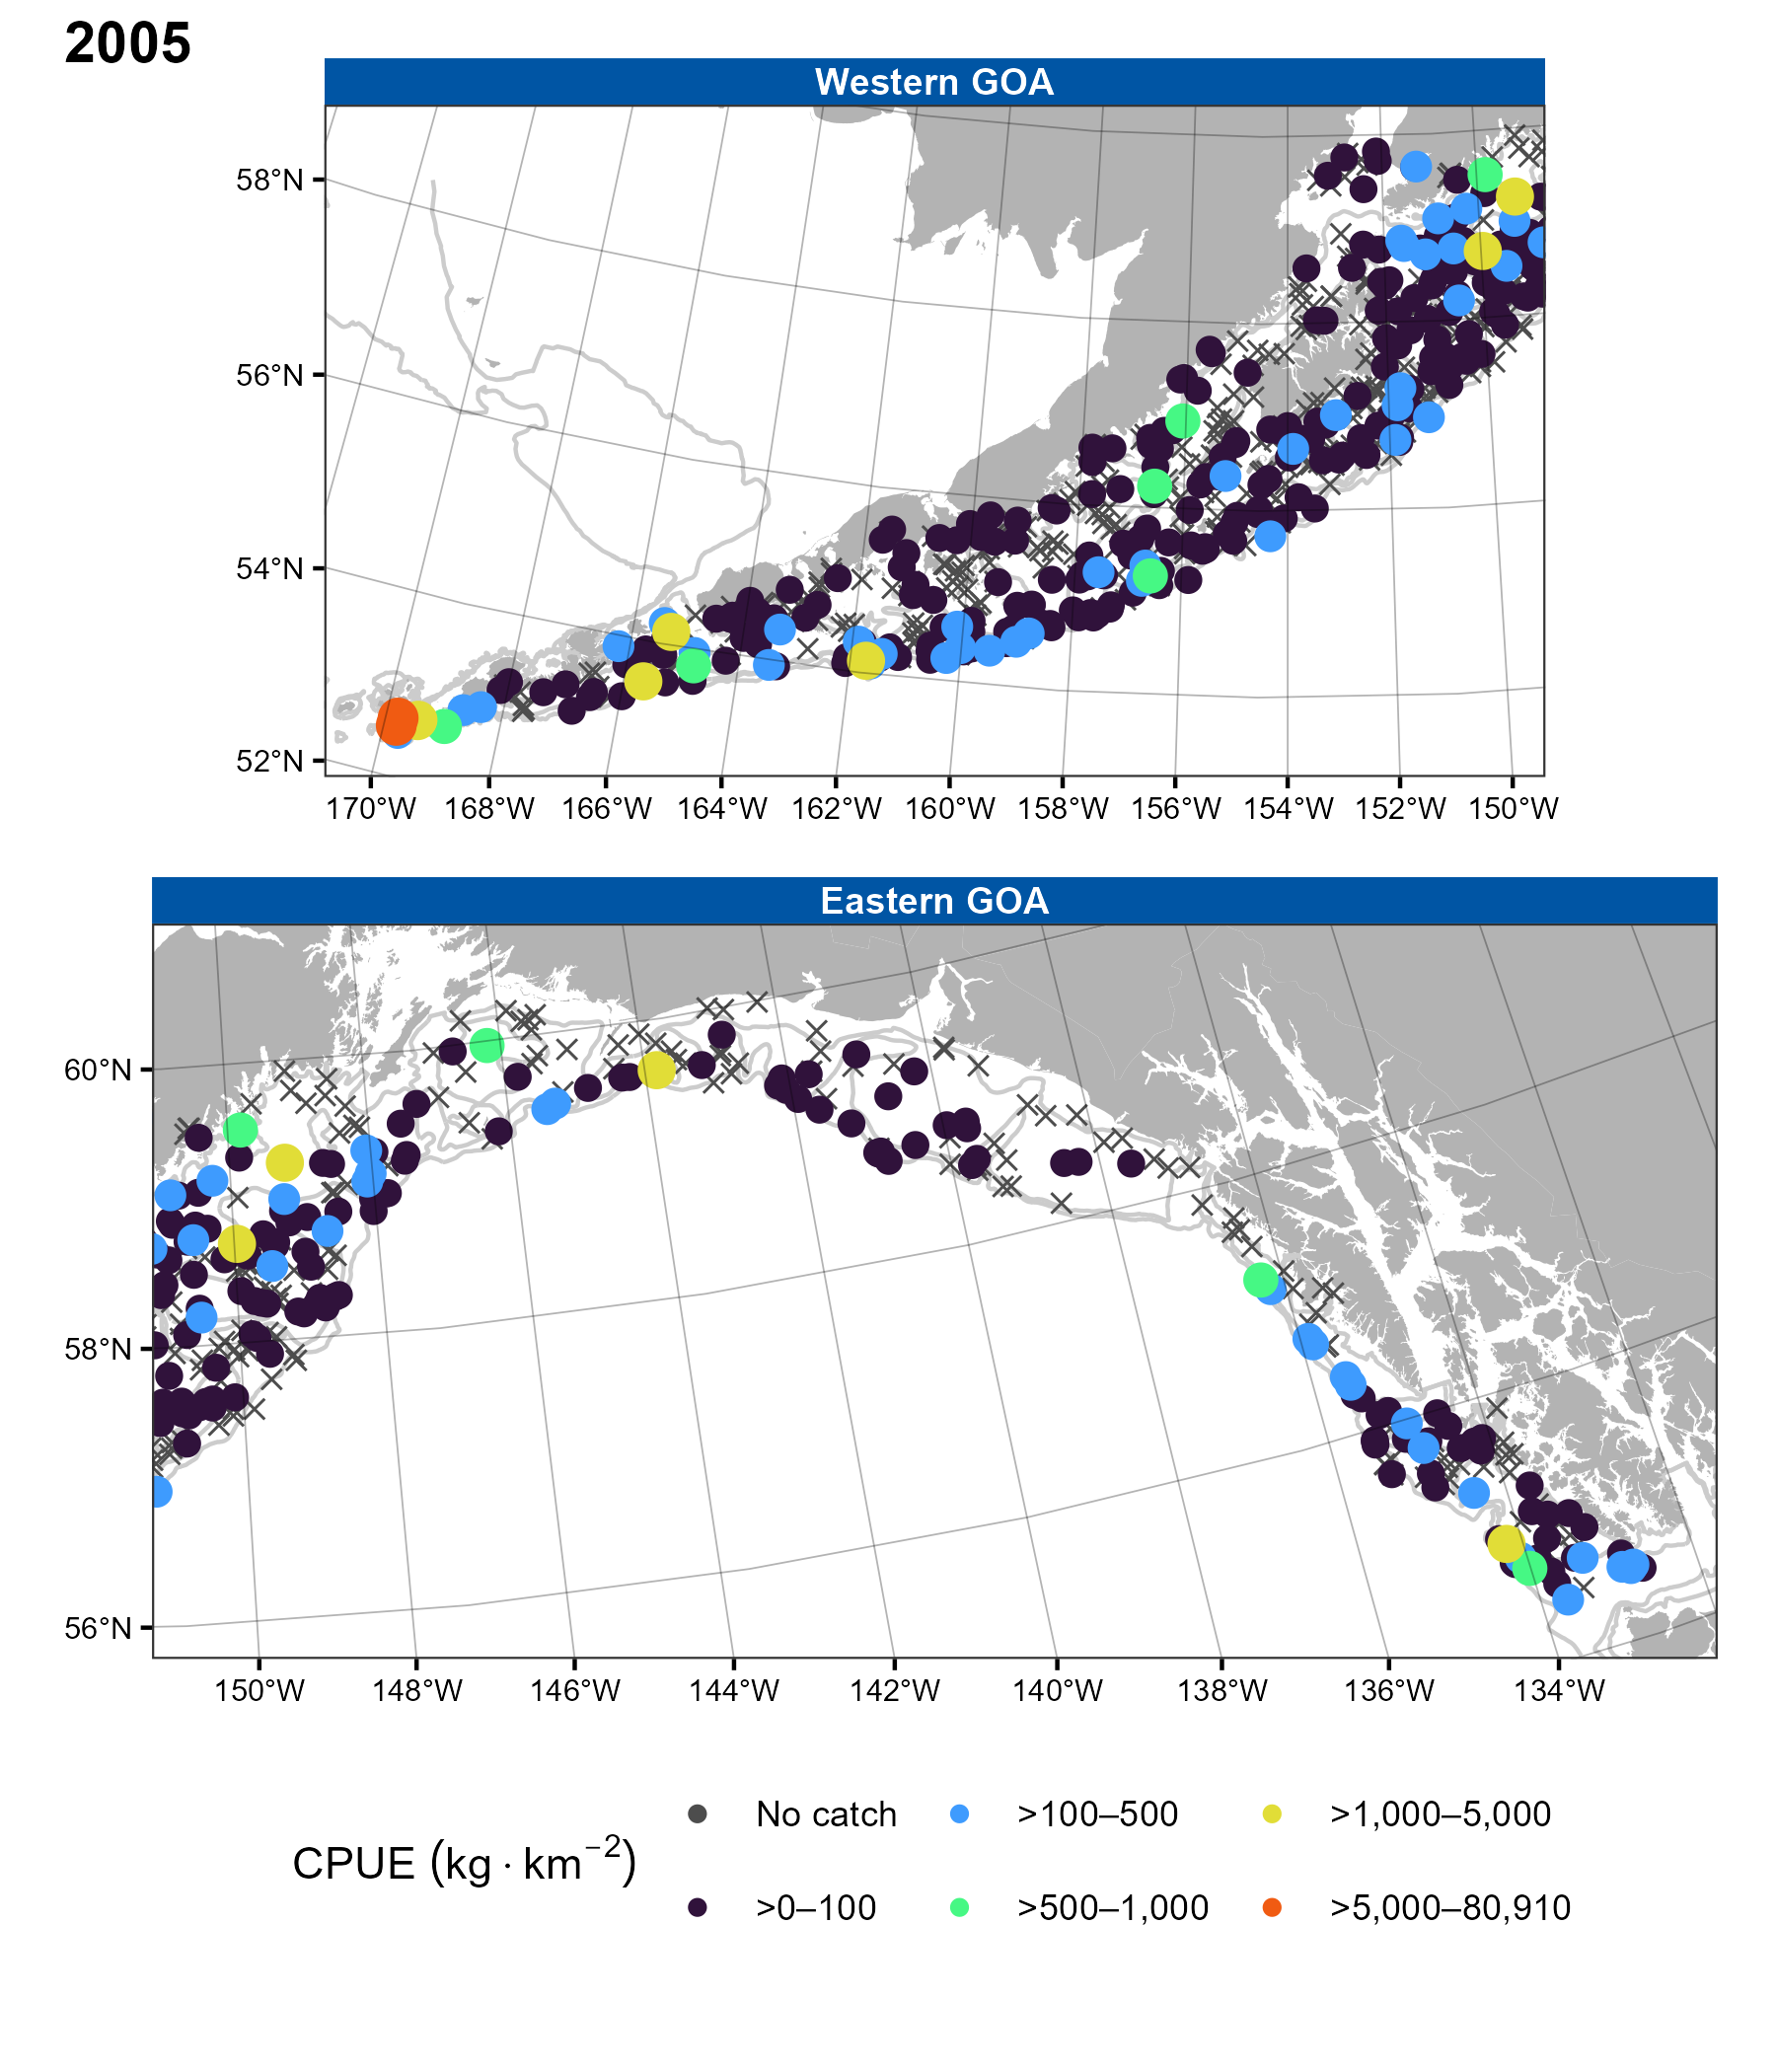 2005
Western GOA
58°N
56°N
54°N
52°N
170°W 168°W 166°W 164°W 162°W 160°W 158°W 156°W 154°W 152°W 150°W
Eastern GOA
60°N
58°N
56°N
150°W 148°W 146°W 144°W 142°W 140°W 138°W 136°W 134°W
CPUE (kg · km⁻²)
No catch >100–500 >1,000–5,000
>0–100 >500–1,000 >5,000–80,910